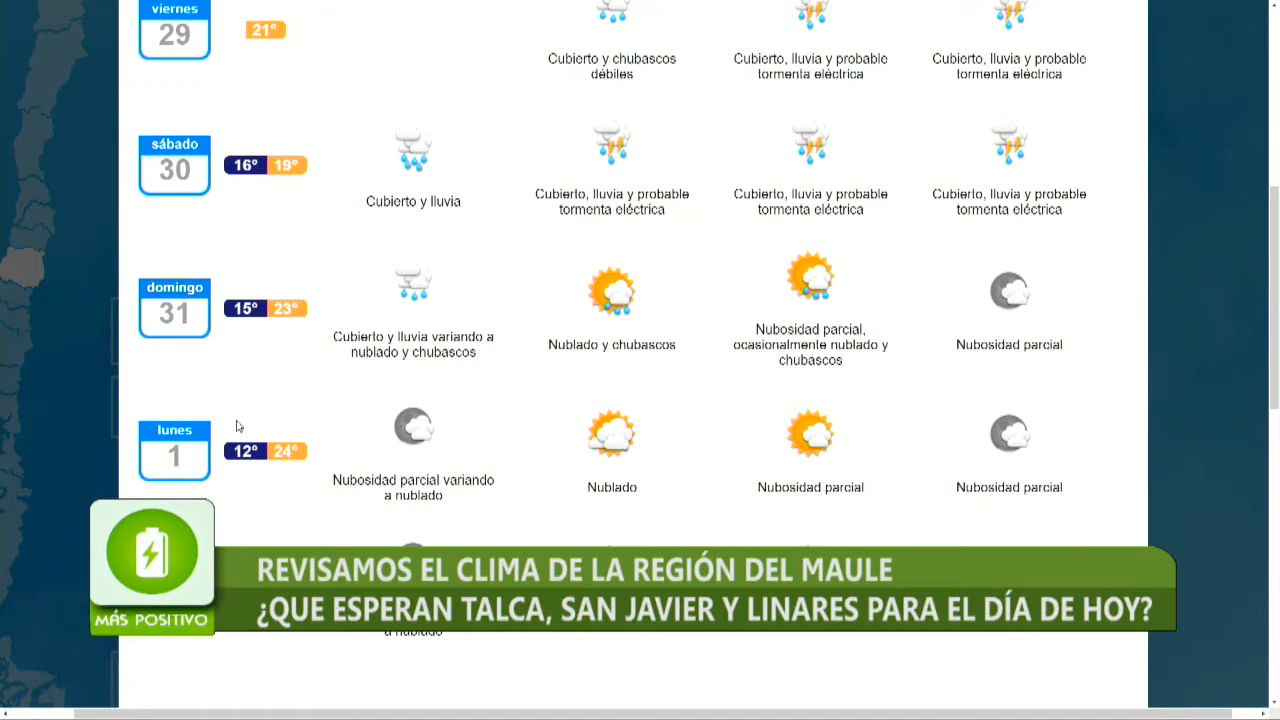 viernes
29
21°
Cubierto y chubascos
débiles
Cubierto, lluvia y probable
tormenta eléctrica
Cubierto, lluvia y probable
tormenta eléctrica
sábado
30
16° 19°
Cubierto y lluvia
Cubierto, lluvia y probable
tormenta eléctrica
Cubierto, lluvia y probable
tormenta eléctrica
Cubierto, lluvia y probable
tormenta eléctrica
domingo
31
15° 23°
Cubierto y lluvia variando a
nublado y chubascos
Nublado y chubascos
Nubosidad parcial,
ocasionalmente nublado y
chubascos
Nubosidad parcial
lunes
1
12° 24°
Nubosidad parcial variando
a nublado
Nublado
Nubosidad parcial
Nubosidad parcial
MÁS POSITIVO
REVISAMOS EL CLIMA DE LA REGIÓN DEL MAULE
¿QUE ESPERAN TALCA, SAN JAVIER Y LINARES PARA EL DÍA DE HOY?
a nublado